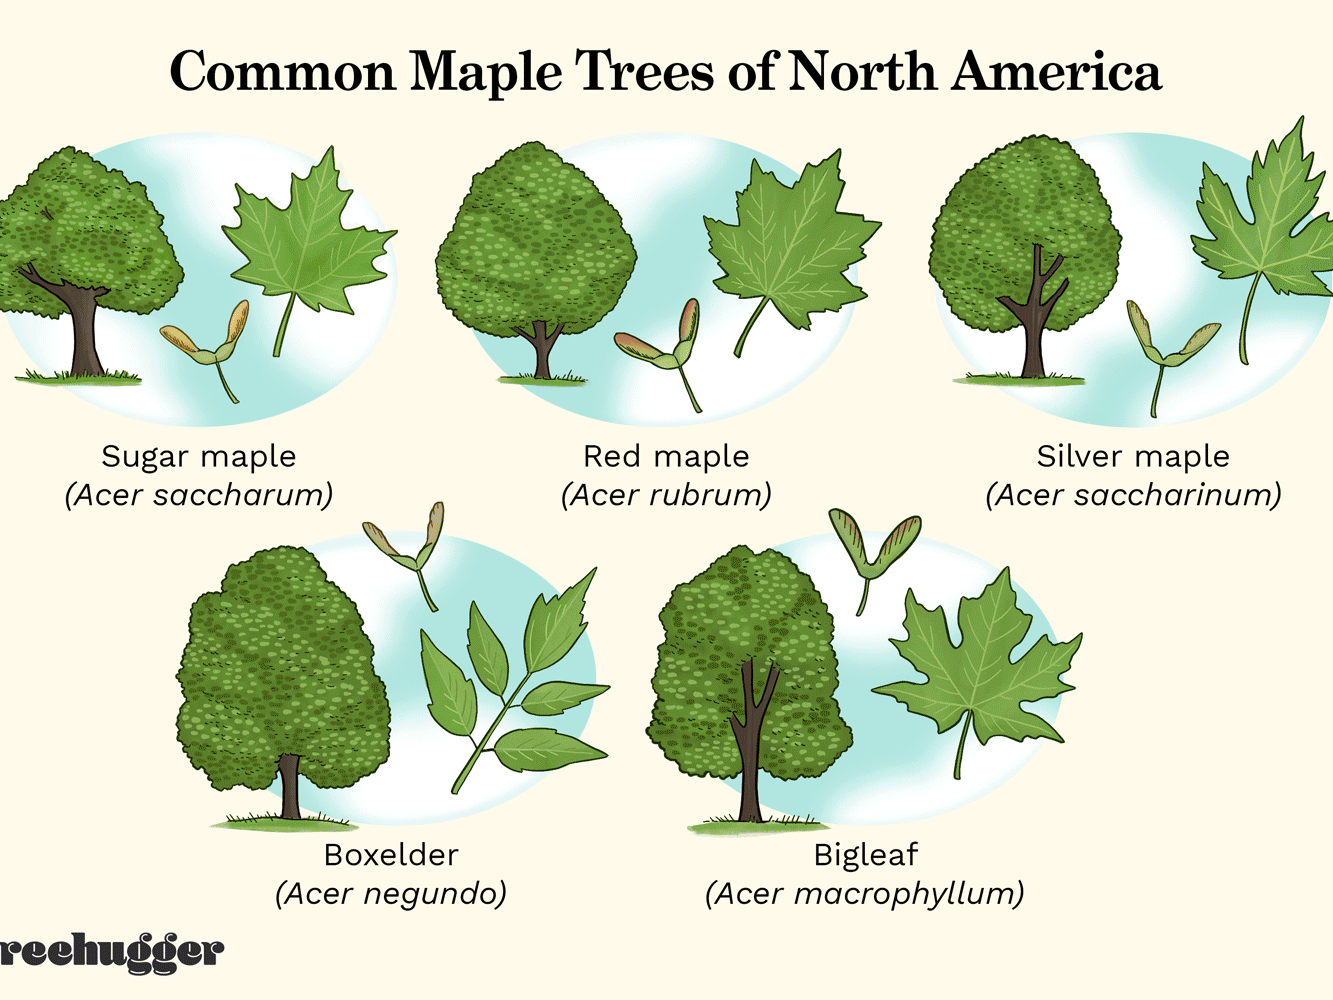 Common Maple Trees of North America
Sugar maple
(Acer saccharum)
Red maple
(Acer rubrum)
Silver maple
(Acer saccharinum)
Boxelder
(Acer negundo)
Bigleaf
(Acer macrophyllum)
reehugger